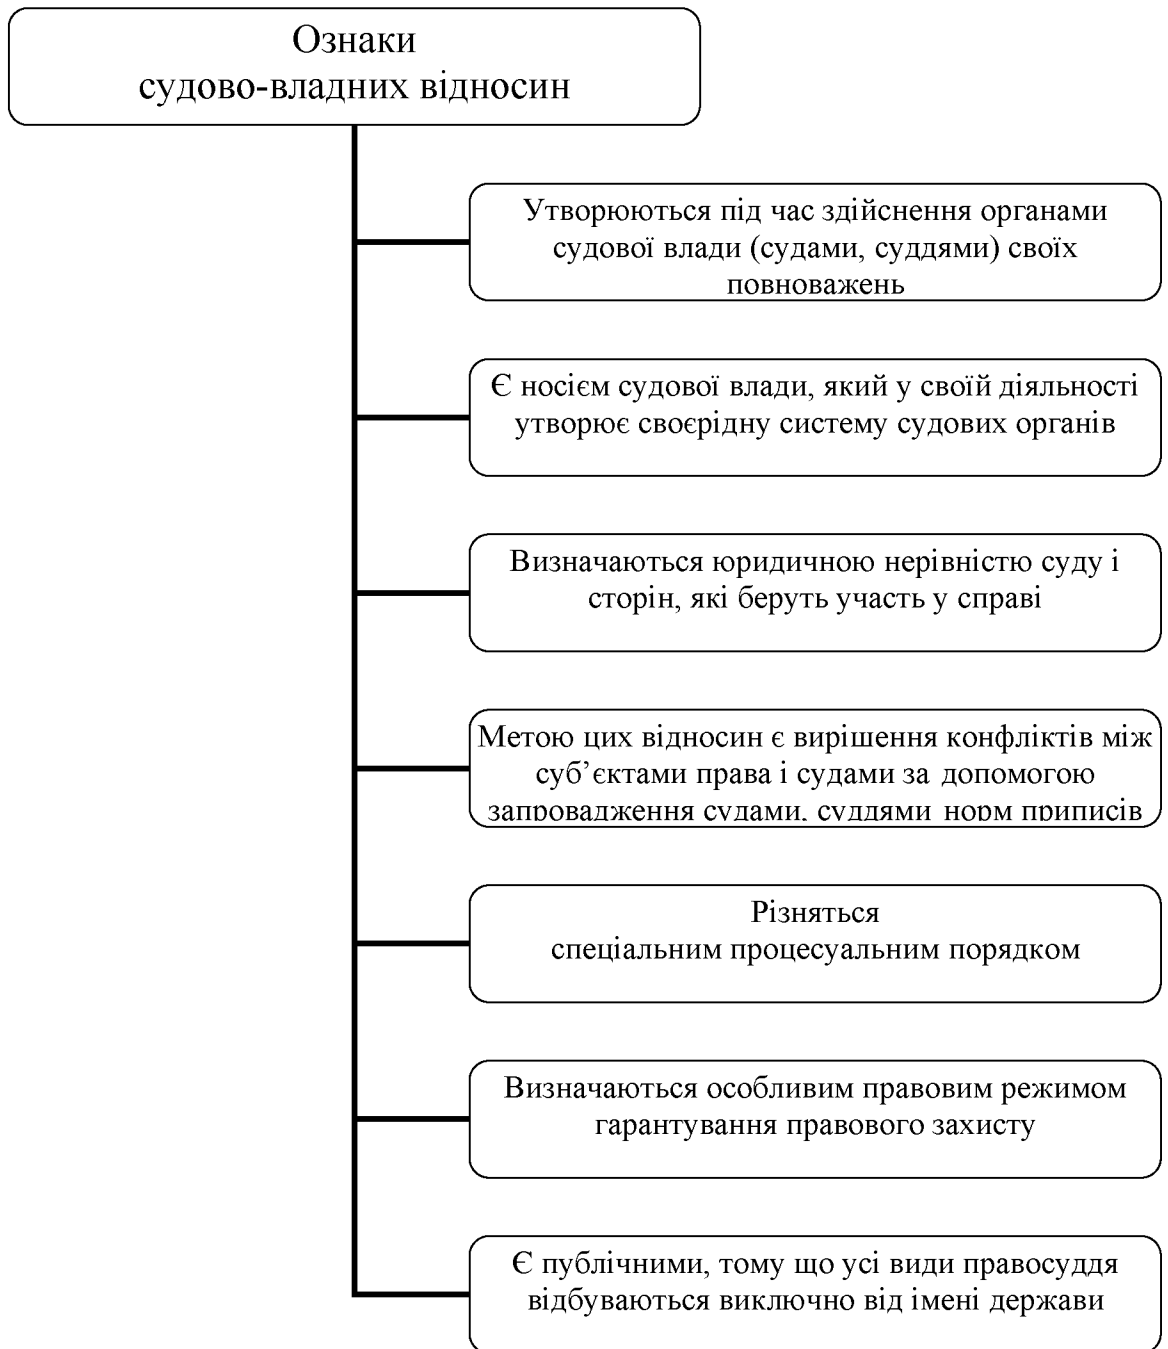 Ознаки
судово-владних відносин
Утворюються під час здійснення органами
судової влади (судами, суддями) своїх
повноважень
Є носієм судової влади, який у своїй діяльності
утворює своєрідну систему судових органів
Визначаються юридичною нерівністю суду і
сторін, які беруть участь у справі
Метою цих відносин є вирішення конфліктів між
суб’єктами права і судами за допомогою
запровадження судами, суддями норм приписів
Різняться
спеціальним процесуальним порядком
Визначаються особливим правовим режимом
гарантування правового захисту
Є публічними, тому що усі види правосуддя
відбуваються виключно від імені держави